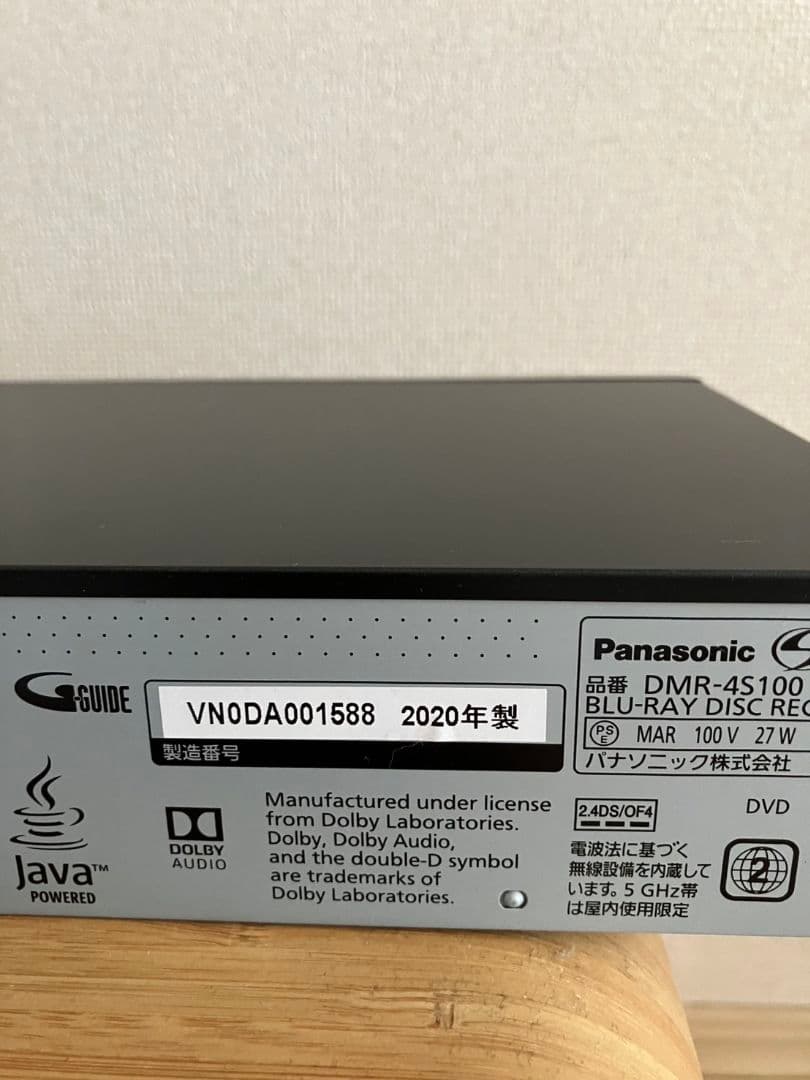 G-GUIDE
VN0DA001588 2020年製
製造番号
Java™
POWERED
DOLBY
AUDIO
Manufactured under license
from Dolby Laboratories.
Dolby, Dolby Audio,
and the double-D symbol
are trademarks of
Dolby Laboratories.
Panasonic
品番 DMR-4S100
BLU-RAY DISC REC
PS
E
MAR 100 V 27 W
パナソニック株式会社
2.4DS/OF4
DVD
電波法に基づく
無線設備を内蔵して
います。5 GHz帯
は屋内使用限定
2